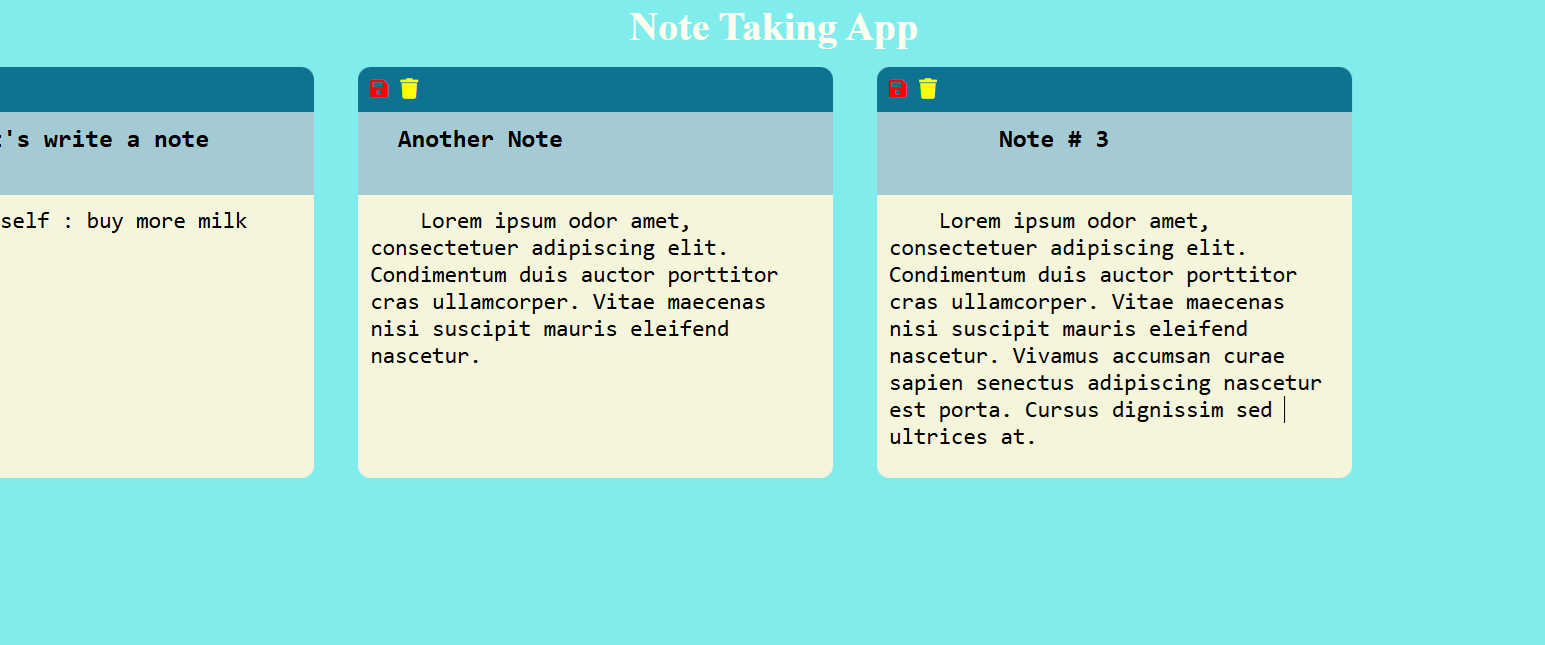 Note Taking App
's write a note
self : buy more milk
Another Note
Lorem ipsum odor amet,
consectetuer adipiscing elit.
Condimentum duis auctor porttitor
cras ullamcorper. Vitae maecenas
nisi suscipit mauris eleifend
nascetur.
Note # 3
Lorem ipsum odor amet,
consectetuer adipiscing elit.
Condimentum duis auctor porttitor
cras ullamcorper. Vitae maecenas
nisi suscipit mauris eleifend
nascetur. Vivamus accumsan curae
sapien senectus adipiscing nascetur
est porta. Cursus dignissim sed
ultrices at.